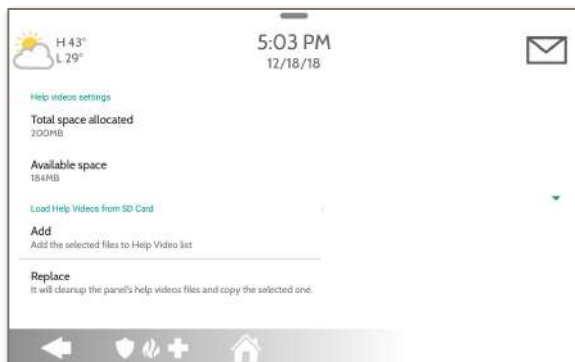 H 43°
L 29°
5:03 PM
12/18/18
Help videos settings
Total space allocated
200MB
Available space
184MB
Load Help Videos from SD Card
Add
Add the selected files to Help Video list
Replace
It will cleanup the panel's help videos files and copy the selected one.